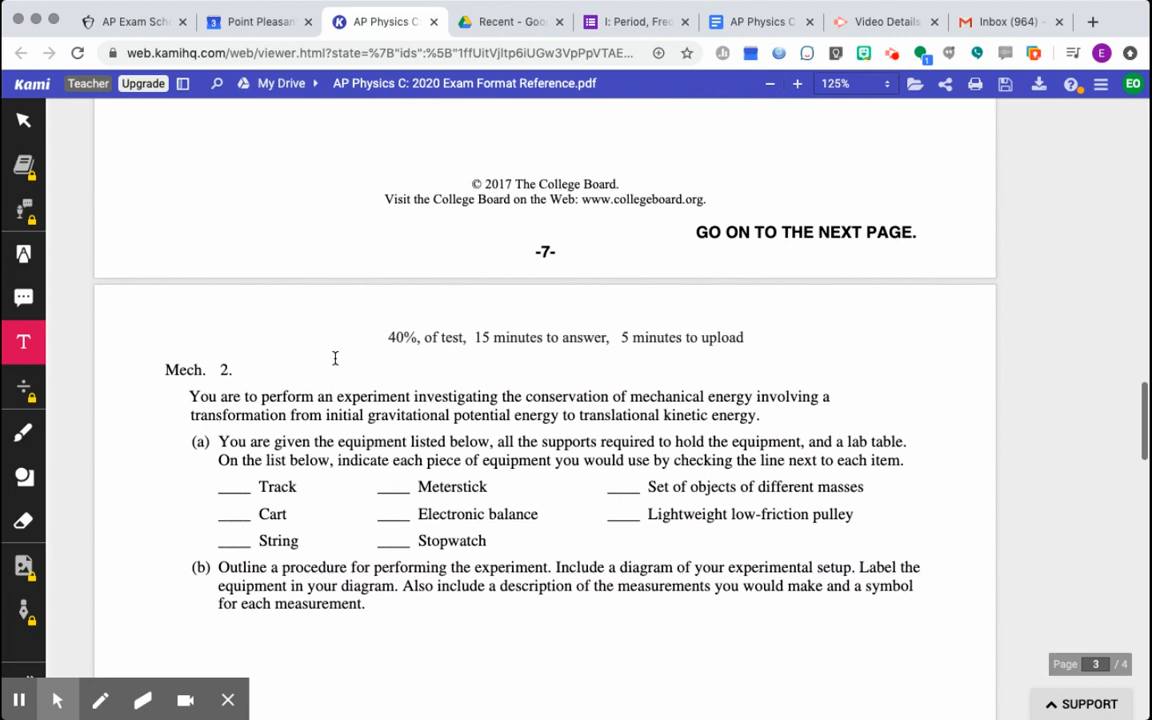 AP Exam Sch
Point Pleasan
AP Physics C:
Recent - Goo
I: Period, Fre
AP Physics C
Video Details
Inbox (964) -
web.kamihq.com/web/viewer.html?state=%7B"ids":%5B"1ffUitVjltp6iUGw3VpPpVTAE...
Kami Teacher Upgrade My Drive AP Physics C: 2020 Exam Format Reference.pdf 125% EO
© 2017 The College Board.
Visit the College Board on the Web: www.collegeboard.org.
GO ON TO THE NEXT PAGE.
-7-
40%, of test, 15 minutes to answer, 5 minutes to upload
Mech. 2.
You are to perform an experiment investigating the conservation of mechanical energy involving a
transformation from initial gravitational potential energy to translational kinetic energy.
(a) You are given the equipment listed below, all the supports required to hold the equipment, and a lab table.
On the list below, indicate each piece of equipment you would use by checking the line next to each item.
____ Track ____ Meterstick ____ Set of objects of different masses
____ Cart ____ Electronic balance ____ Lightweight low-friction pulley
____ String ____ Stopwatch
(b) Outline a procedure for performing the experiment. Include a diagram of your experimental setup. Label the
equipment in your diagram. Also include a description of the measurements you would make and a symbol
for each measurement.
Page 3 / 4
SUPPORT